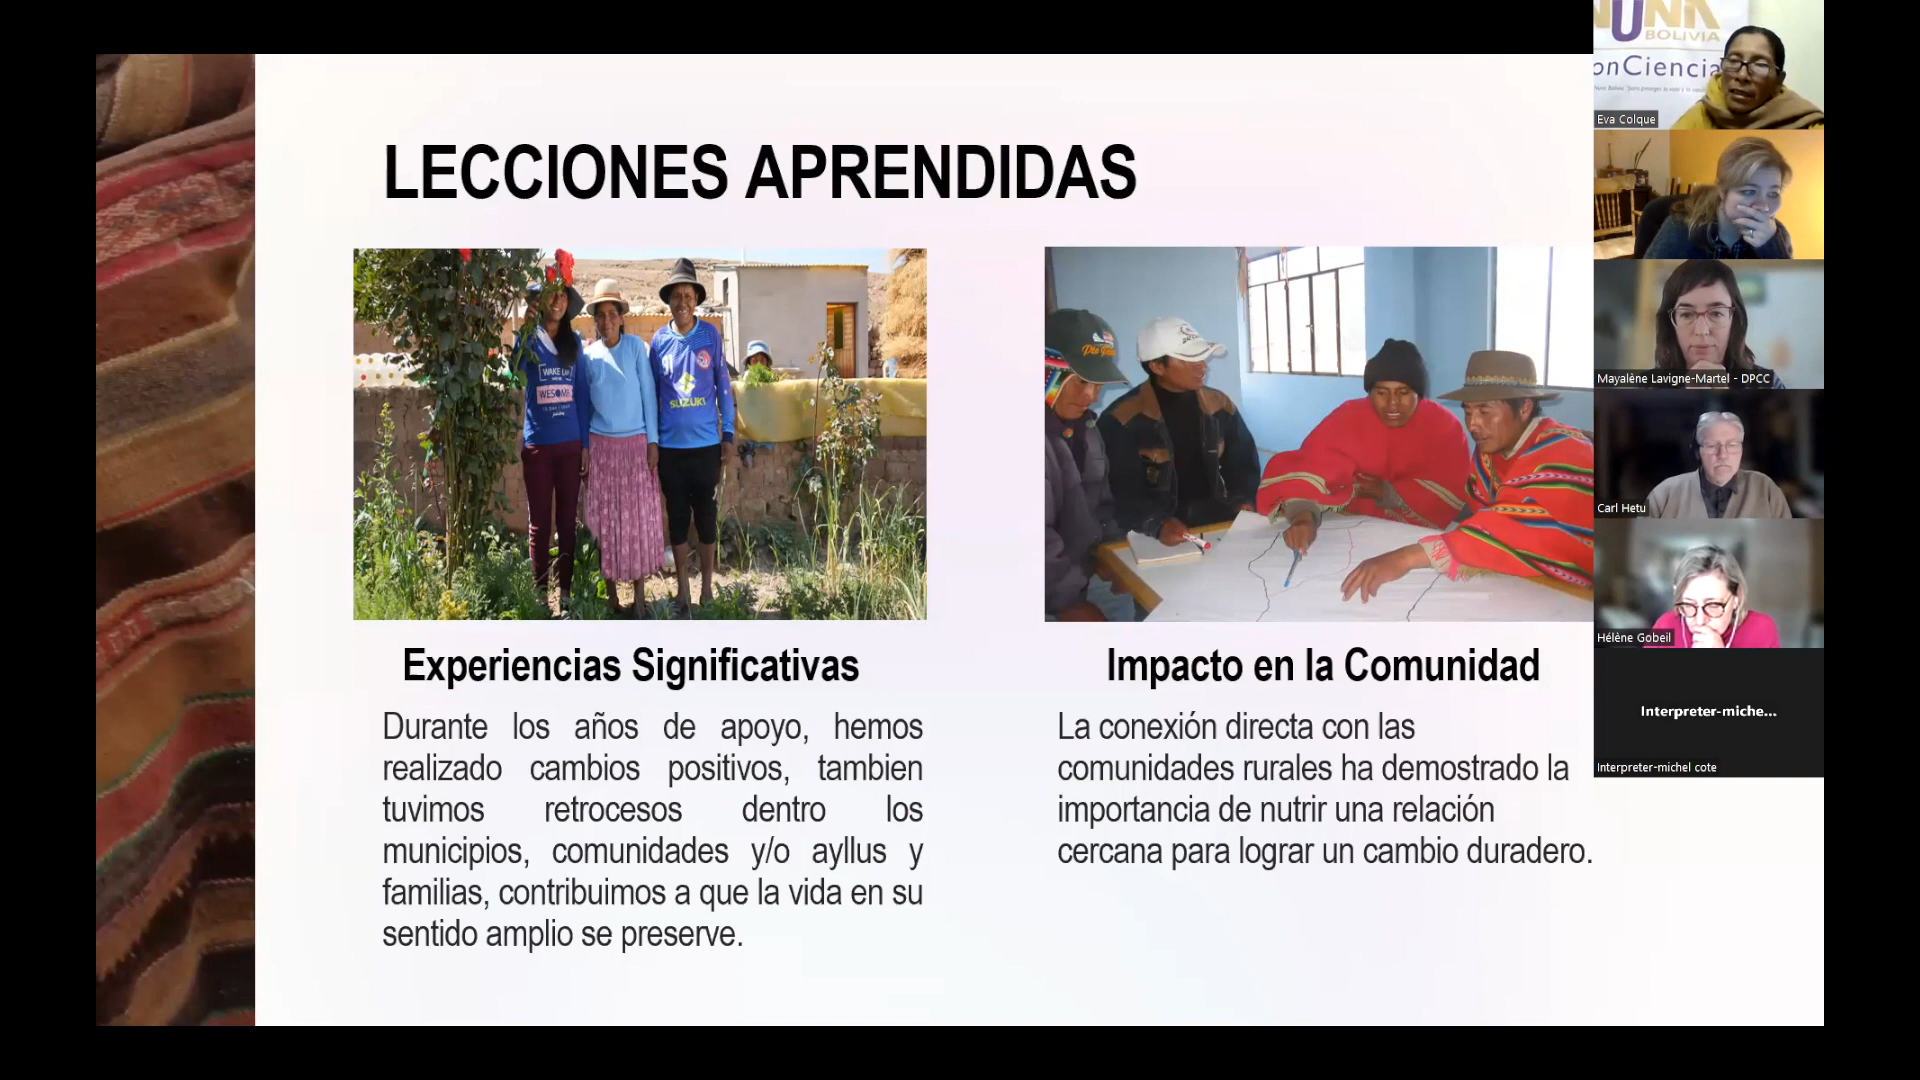 LECCIONES APRENDIDAS
WAKE UP
SUZUKI
Experiencias Significativas
Durante los años de apoyo, hemos
realizado cambios positivos, tambien
tuvimos retrocesos dentro los
municipios, comunidades y/o ayllus y
familias, contribuimos a que la vida en su
sentido amplio se preserve.
Impacto en la Comunidad
La conexión directa con las
comunidades rurales ha demostrado la
importancia de nutrir una relación
cercana para lograr un cambio duradero.
BOLIVIA
onCiencia
Eva Colque
Mayalène Lavigne-Martel - DPCC
Carl Hetu
Hélène Gobeil
Interpreter-miche...
Interpreter-michel cote